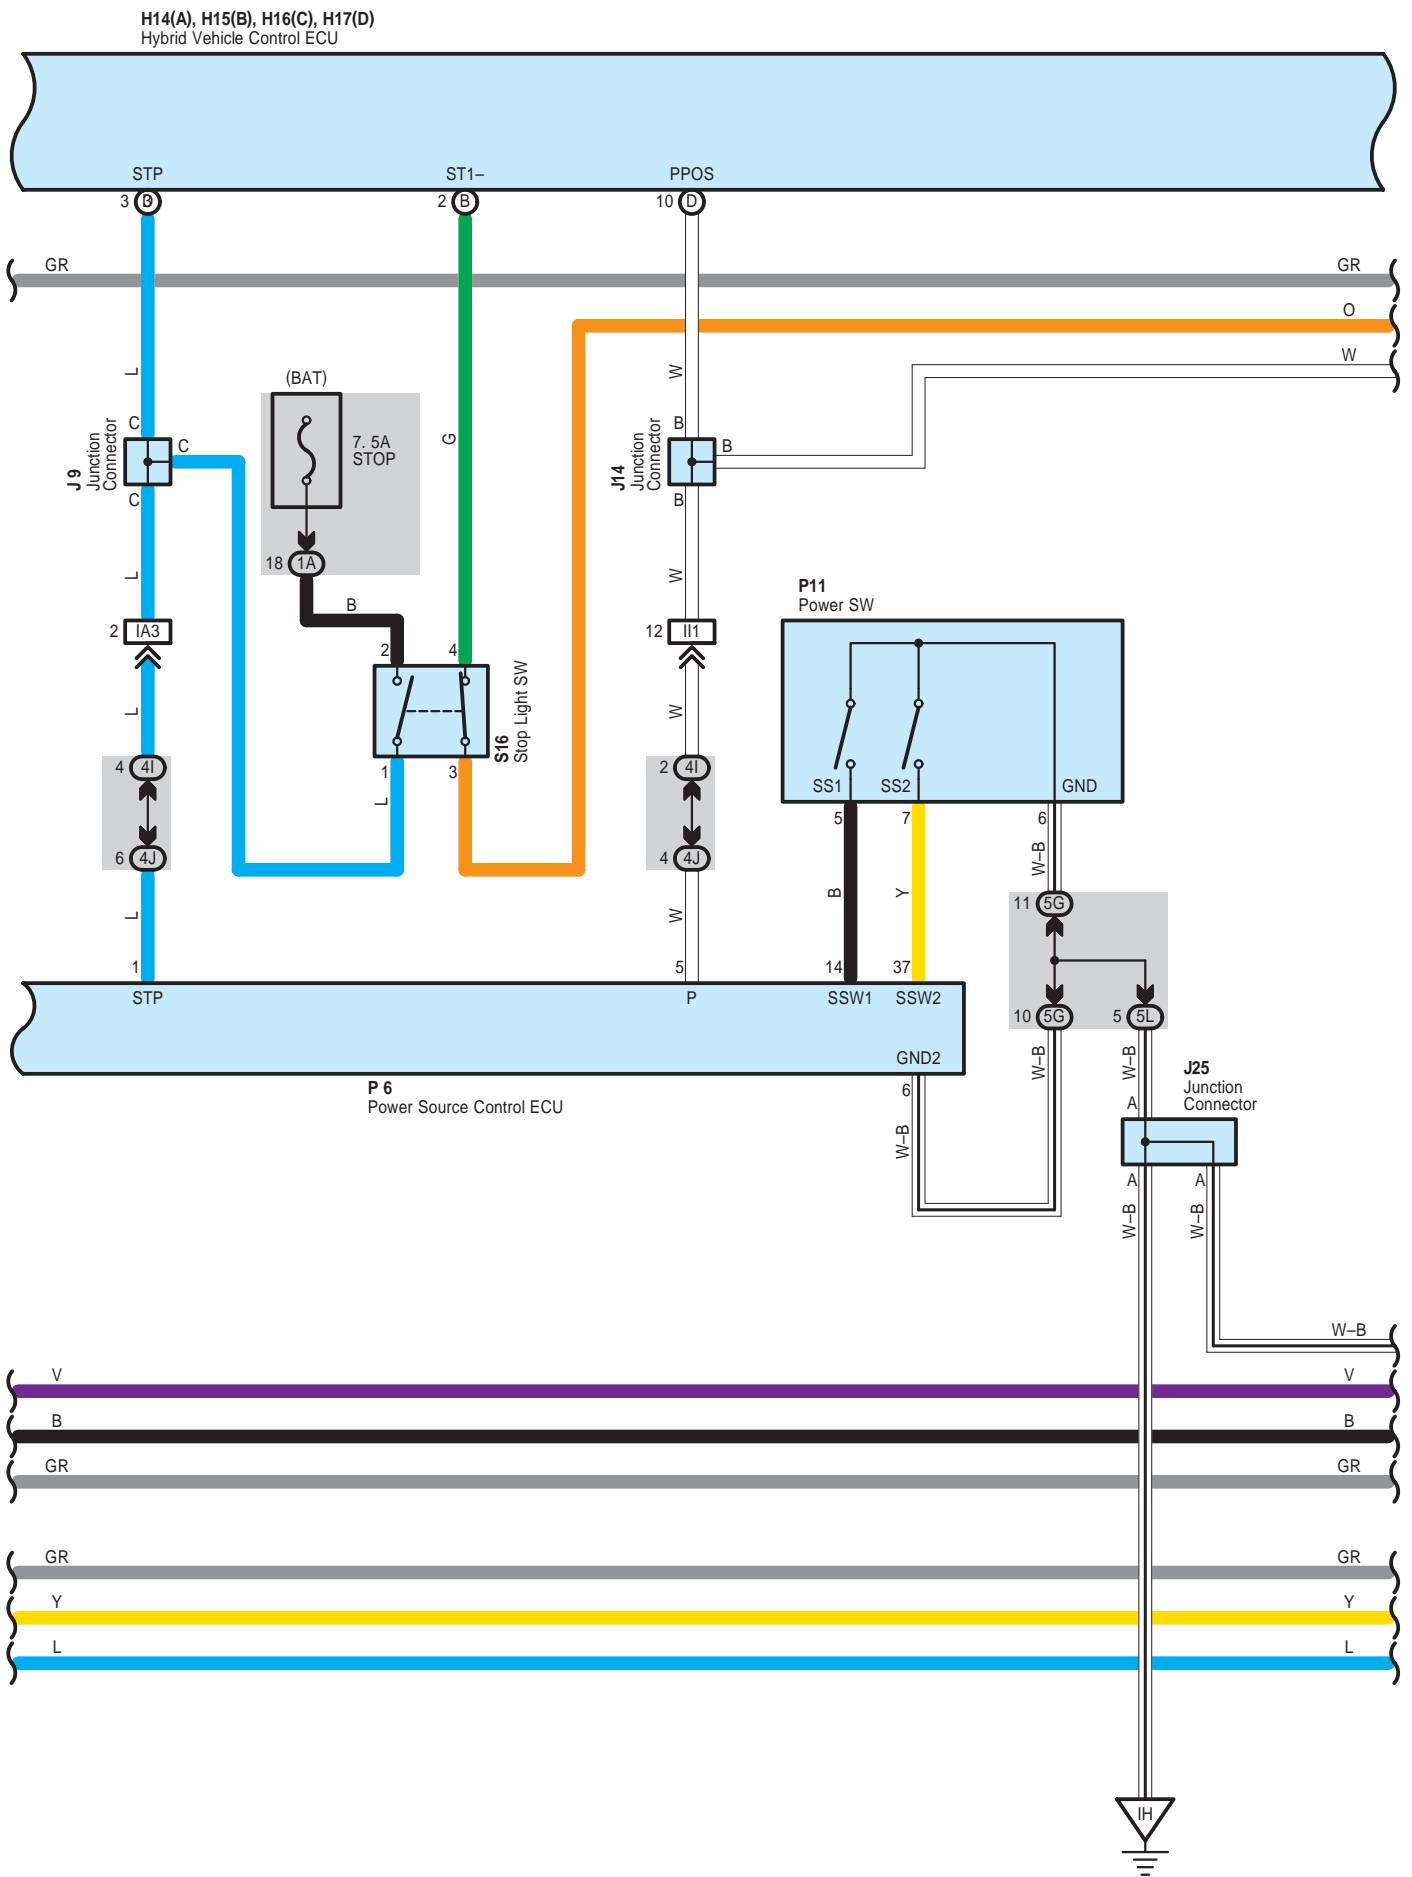 H14(A), H15(B), H16(C), H17(D)
Hybrid Vehicle Control ECU
STP
ST1–
PPOS
3
2 B
10 D
GR
GR
O
W
L
(BAT)
7. 5A
STOP
G
W
C
C
C
J 9
Junction
Connector
B
B
B
J14
Junction
Connector
18 1A
B
L
W
2 IA3
12 II1
2
4
S16
Stop Light SW
1
3
L
L
W
P11
Power SW
SS1
SS2
GND
5
7
6
4 4I
6 4J
2 4I
4 4J
L
W
B
Y
W–B
11 5G
10 5G
5 5L
1
5
14
37
STP
P
SSW1
SSW2
GND2
6
P 6
Power Source Control ECU
W–B
W–B
W–B
A
J25
Junction
Connector
A
A
W–B
W–B
W–B
V
V
B
B
GR
GR
GR
GR
Y
Y
L
L
IH